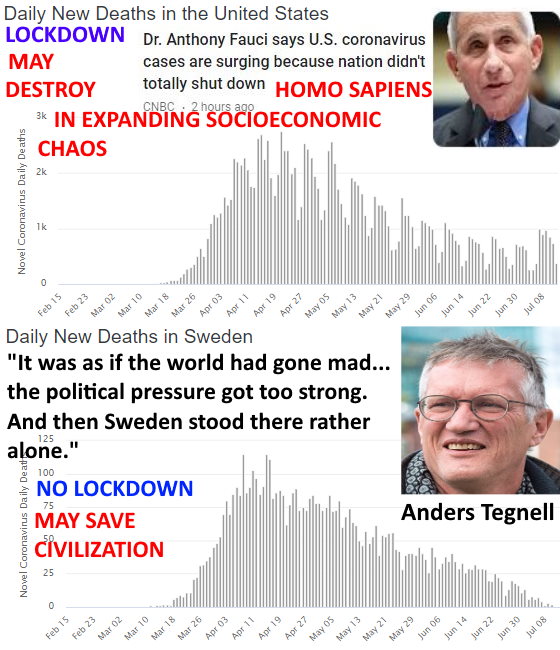 Daily New Deaths in the United States
LOCKDOWN
MAY
DESTROY
Dr. Anthony Fauci says U.S. coronavirus
cases are surging because nation didn't
totally shut down
HOMO SAPIENS
CNBC · 2 hours ago
IN EXPANDING SOCIOECONOMIC
CHAOS
Novel Coronavirus Daily Deaths
3k
2k
1k
0
Feb 15
Feb 23
Mar 02
Mar 10
Mar 18
Mar 26
Apr 03
Apr 11
Apr 19
Apr 27
May 05
May 13
May 21
May 29
Jun 06
Jun 14
Jun 22
Jun 30
Jul 08
Daily New Deaths in Sweden
"It was as if the world had gone mad...
the political pressure got too strong.
And then Sweden stood there rather
alone."
NO LOCKDOWN
MAY SAVE
CIVILIZATION
Anders Tegnell
Novel Coronavirus Daily Deaths
125
100
75
50
25
0
Feb 15
Feb 23
Mar 02
Mar 10
Mar 18
Mar 26
Apr 03
Apr 11
Apr 19
Apr 27
May 05
May 13
May 21
May 29
Jun 06
Jun 14
Jun 22
Jun 30
Jul 08